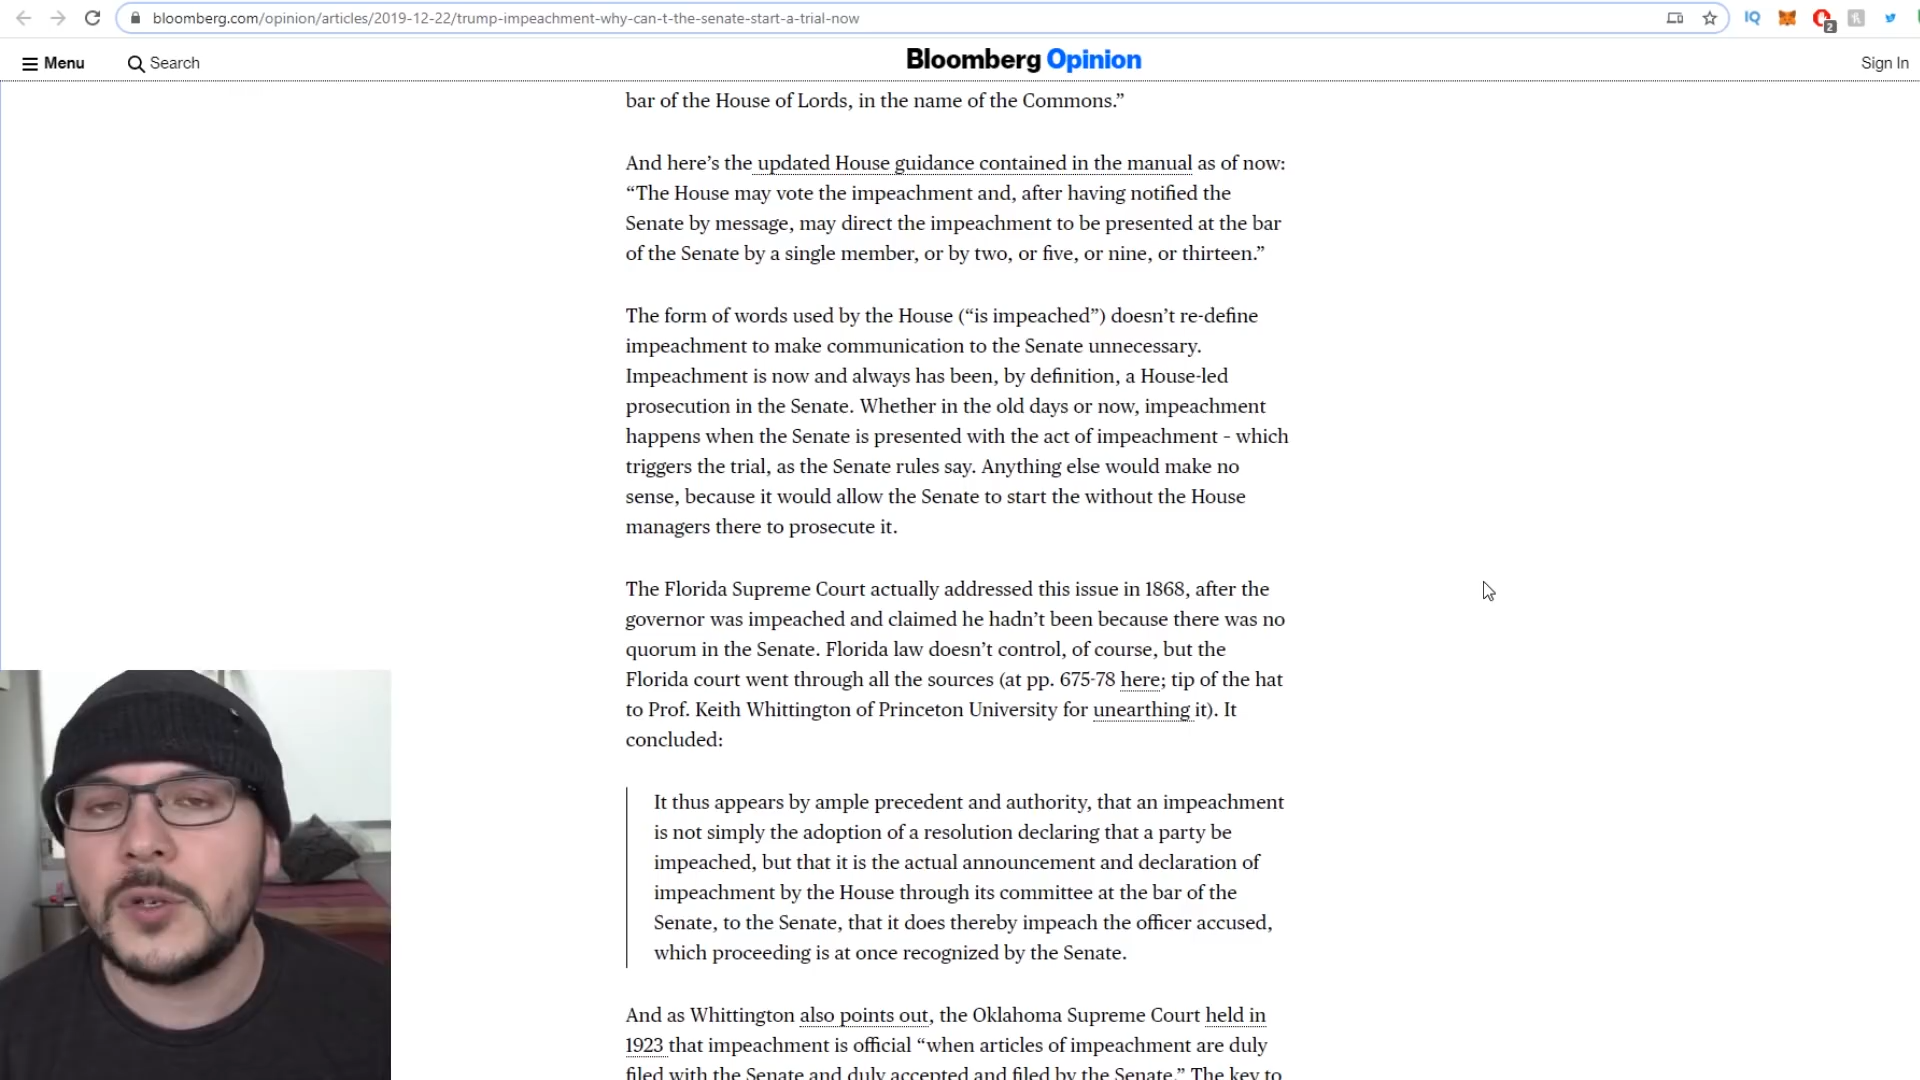 bloomberg.com/opinion/articles/2019-12-22/trump-impeachment-why-can-t-the-senate-start-a-trial-now
IQ
2
Menu
Search
Bloomberg Opinion
Sign In
bar of the House of Lords, in the name of the Commons.”
And here’s the updated House guidance contained in the manual as of now:
“The House may vote the impeachment and, after having notified the
Senate by message, may direct the impeachment to be presented at the bar
of the Senate by a single member, or by two, or five, or nine, or thirteen.”
The form of words used by the House (“is impeached”) doesn’t re-define
impeachment to make communication to the Senate unnecessary.
Impeachment is now and always has been, by definition, a House-led
prosecution in the Senate. Whether in the old days or now, impeachment
happens when the Senate is presented with the act of impeachment - which
triggers the trial, as the Senate rules say. Anything else would make no
sense, because it would allow the Senate to start the without the House
managers there to prosecute it.
The Florida Supreme Court actually addressed this issue in 1868, after the
governor was impeached and claimed he hadn’t been because there was no
quorum in the Senate. Florida law doesn’t control, of course, but the
Florida court went through all the sources (at pp. 675-78 here; tip of the hat
to Prof. Keith Whittington of Princeton University for unearthing it). It
concluded:
It thus appears by ample precedent and authority, that an impeachment
is not simply the adoption of a resolution declaring that a party be
impeached, but that it is the actual announcement and declaration of
impeachment by the House through its committee at the bar of the
Senate, to the Senate, that it does thereby impeach the officer accused,
which proceeding is at once recognized by the Senate.
And as Whittington also points out, the Oklahoma Supreme Court held in
1923 that impeachment is official “when articles of impeachment are duly
filed with the Senate and duly accepted and filed by the Senate.” The key to